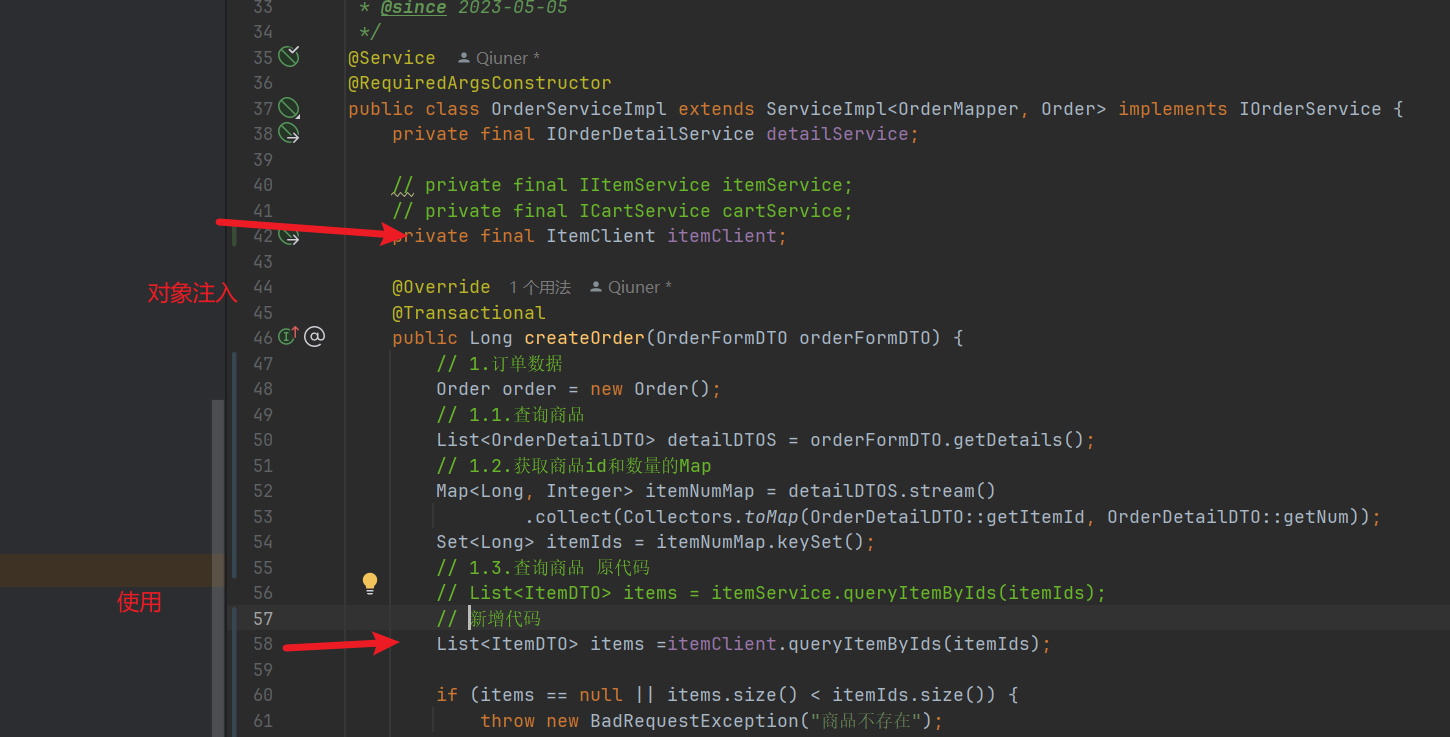 33 * @since 2023-05-05
34 */
35 @Service Qiuner *
36 @RequiredArgsConstructor
37 public class OrderServiceImpl extends ServiceImpl<OrderMapper, Order> implements IOrderService {
38 private final IOrderDetailService detailService;
39
40 // private final IItemService itemService;
41 // private final ICartService cartService;
42 private final ItemClient itemClient;
43
对象注入
44 @Override 1 个用法 Qiuner *
45 @Transactional
46 public Long createOrder(OrderFormDTO orderFormDTO) {
47 // 1.订单数据
48 Order order = new Order();
49 // 1.1.查询商品
50 List<OrderDetailDTO> detailDTOS = orderFormDTO.getDetails();
51 // 1.2.获取商品id和数量的Map
52 Map<Long, Integer> itemNumMap = detailDTOS.stream()
53 .collect(Collectors.toMap(OrderDetailDTO::getItemId, OrderDetailDTO::getNum));
54 Set<Long> itemIds = itemNumMap.keySet();
55 // 1.3.查询商品 原代码
56 // List<ItemDTO> items = itemService.queryItemByIds(itemIds);
使用
57 // 新增代码
58 List<ItemDTO> items =itemClient.queryItemByIds(itemIds);
59
60 if (items == null || items.size() < itemIds.size()) {
61 throw new BadRequestException("商品不存在");